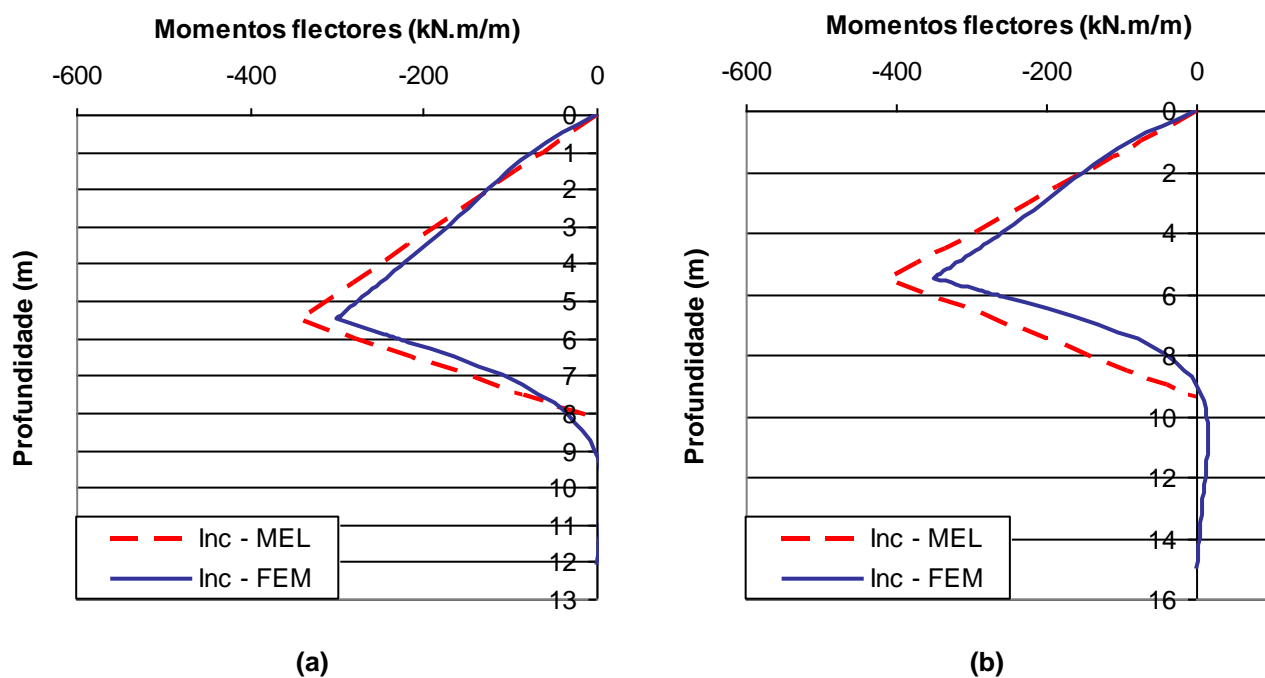 Momentos flectores (kN.m/m)
-600 -400 -200 0
0
1
2
3
4
5
6
7
8
9
10
11
12
13
Profundidade (m)
Inc - MEL
Inc - FEM
(a)
Momentos flectores (kN.m/m)
-600 -400 -200 0
0
2
4
6
8
10
12
14
16
Profundidade (m)
Inc - MEL
Inc - FEM
(b)